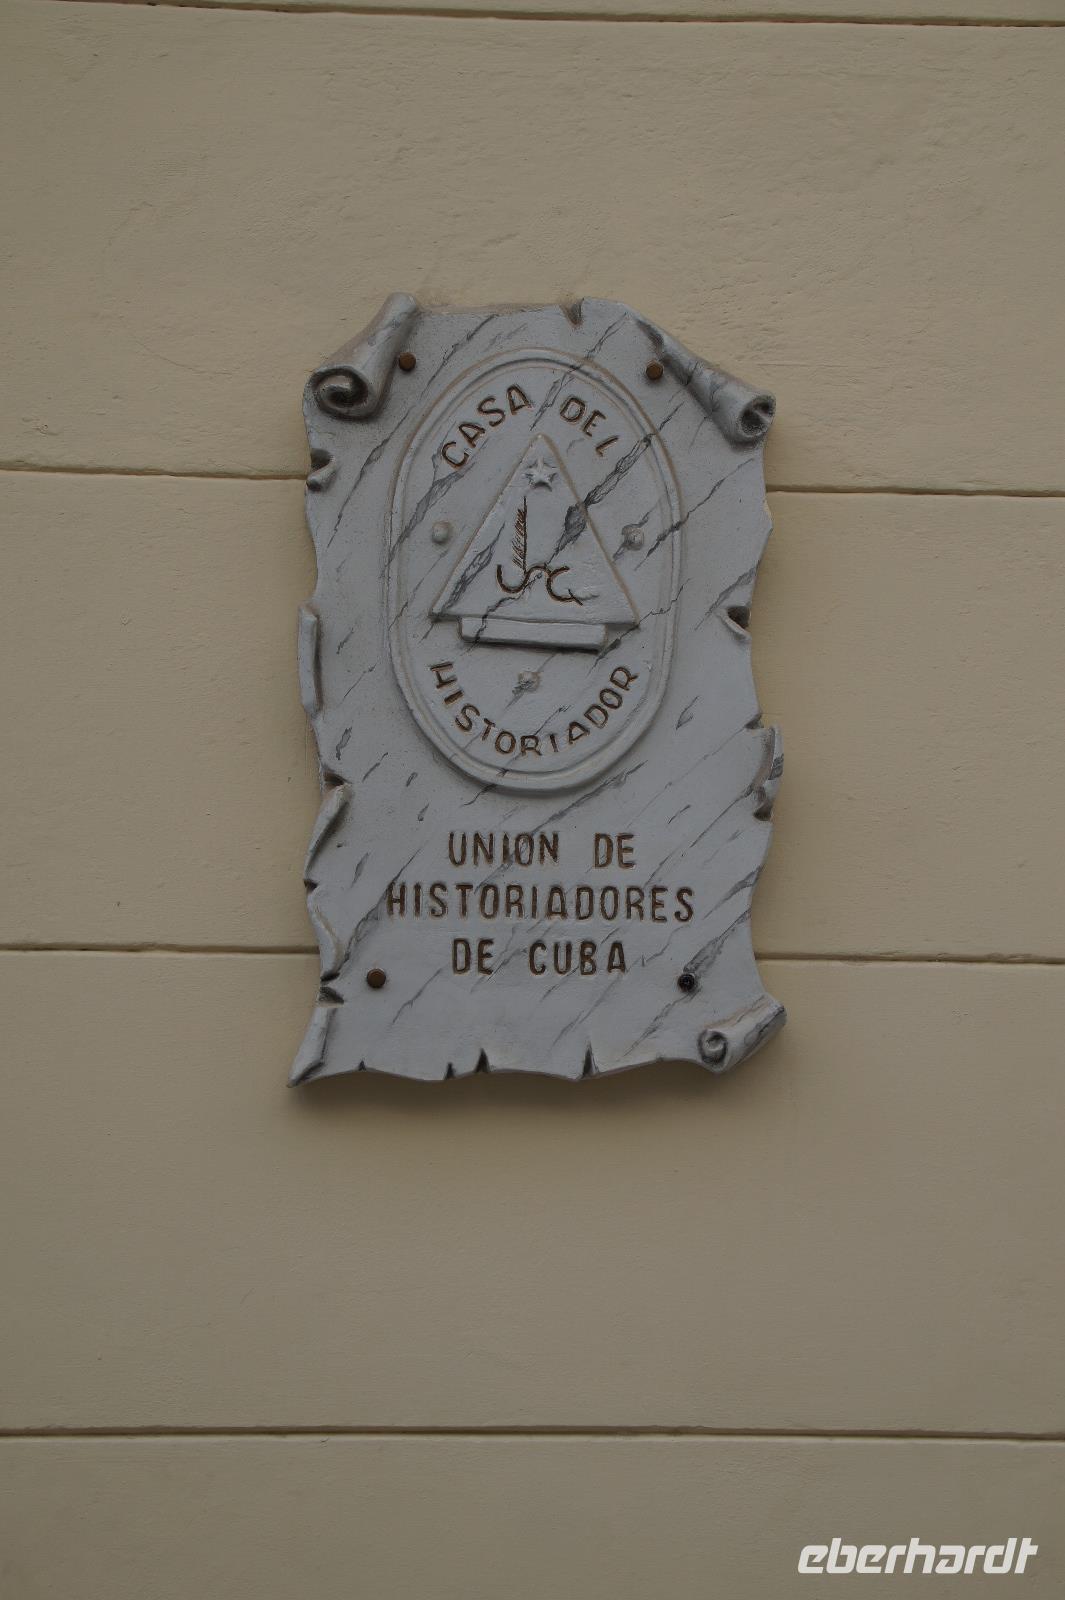 CASA DEL
HISTORIADOR
UNION DE
HISTORIADORES
DE CUBA
eberhardt